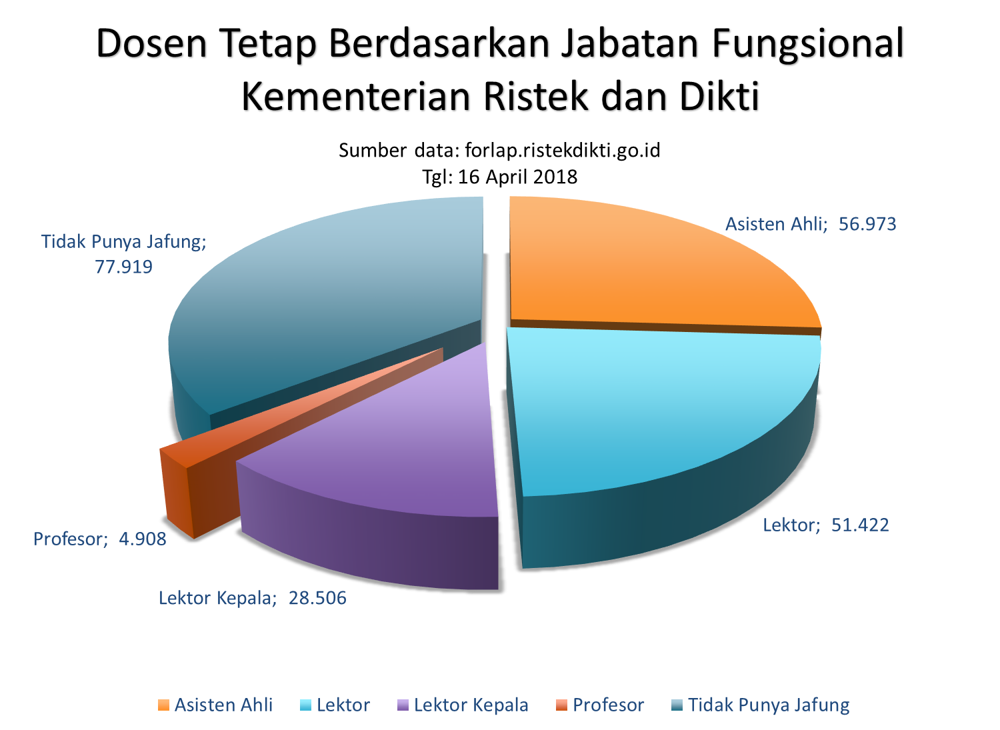 Dosen Tetap Berdasarkan Jabatan Fungsional
Kementerian Ristek dan Dikti
Sumber data: forlap.ristekdikti.go.id
Tgl: 16 April 2018
Asisten Ahli; 56.973
Tidak Punya Jafung;
77.919
Lektor; 51.422
Profesor; 4.908
Lektor Kepala; 28.506
Asisten Ahli Lektor Lektor Kepala Profesor Tidak Punya Jafung